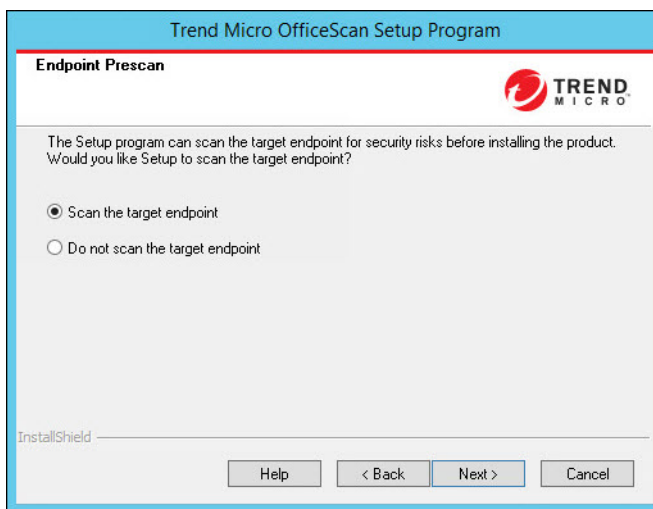 Trend Micro OfficeScan Setup Program
Endpoint Prescan
TREND
MICRO
The Setup program can scan the target endpoint for security risks before installing the product.
Would you like Setup to scan the target endpoint?
Scan the target endpoint
Do not scan the target endpoint
InstallShield
Help
< Back
Next >
Cancel